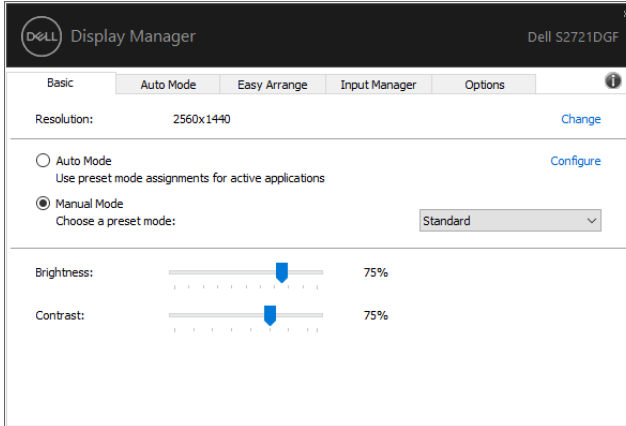 DELL Display Manager Dell S2721DGF
Basic Auto Mode Easy Arrange Input Manager Options
Resolution: 2560x1440 Change
Auto Mode Configure
Use preset mode assignments for active applications
Manual Mode
Choose a preset mode: Standard
Brightness: 75%
Contrast: 75%